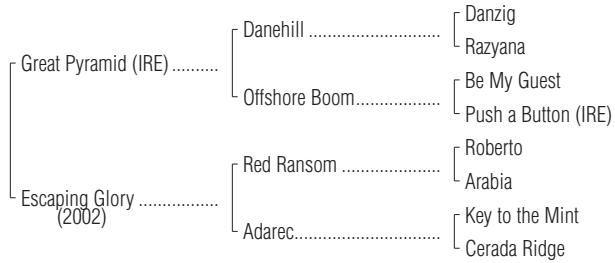 Danzig
Danehill ..............................
Razyana
Great Pyramid (IRE) ..........
Be My Guest
Offshore Boom...................
Push a Button (IRE)
Roberto
Red Ransom ......................
Arabia
Escaping Glory .................
(2002)
Key to the Mint
Adarec.................................
Cerada Ridge